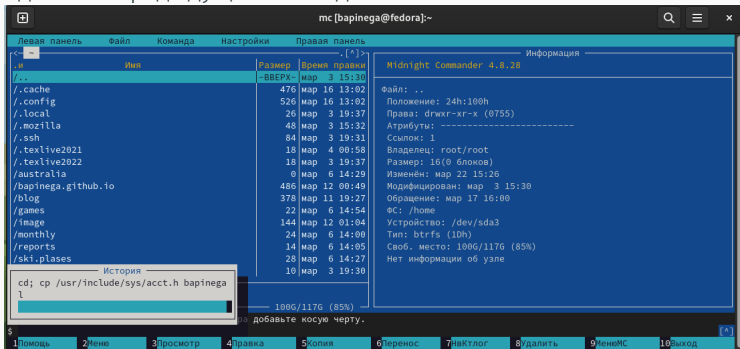 mc [bapinega@fedora]:~
Левая панель Файл Команда Настройки Правая панель
<- ~ .[^]>
Информация
.и Имя Размер Время правки
Midnight Commander 4.8.28
/.. -ВВЕРХ- мар 3 15:30
/.cache 476 мар 16 13:02
Файл: ..
/.config 526 мар 16 13:02
Положение: 24h:100h
/.local 26 мар 3 19:37
Права: drwxr-xr-x (0755)
/.mozilla 48 мар 3 15:32
Атрибуты: ------------------------
/.ssh 84 мар 3 19:31
Ссылок: 1
/.texlive2021 18 мар 4 00:58
Владелец: root/root
/.texlive2022 18 мар 3 19:37
Размер: 16(0 блоков)
/australia 0 мар 6 14:29
Изменён: мар 22 15:26
/bapinega.github.io 486 мар 12 00:49
Модифицирован: мар 3 15:30
/blog 378 мар 11 19:27
Обращение: мар 17 16:00
/games 22 мар 6 14:54
ФС: /home
/image 144 мар 12 01:04
Устройство: /dev/sda3
/monthly 24 мар 6 14:00
Тип: btrfs (1Dh)
/reports 14 мар 6 14:05
Своб. место: 100G/117G (85%)
/ski.plases 28 мар 6 14:27
Нет информации об узле
10 мар 3 19:30
История
cd; cp /usr/include/sys/acct.h bapinega
l
100G/117G (85%)
добавьте косую черту.
$ [^]
1Помощь 2Меню 3Просмотр 4Правка 5Копия 6Перенос 7НвКтлог 8Удалить 9МенюМС 10Выход